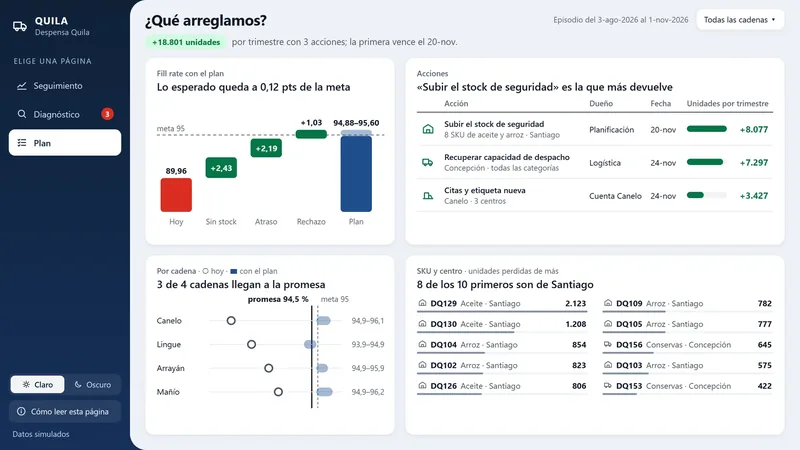 QUILA
Despensa Quila
ELIGE UNA PÁGINA
Seguimiento
Diagnóstico 3
Plan
Claro Oscuro
Cómo leer esta página
Datos simulados
¿Qué arreglamos?
Episodio del 3-ago-2026 al 1-nov-2026
Todas las cadenas
+18.801 unidades por trimestre con 3 acciones; la primera vence el 20-nov.
Fill rate con el plan
Lo esperado queda a 0,12 pts de la meta
meta 95
89,96
+2,43
+2,19
+1,03
94,88–95,60
Hoy Sin stock Atraso Rechazo Plan
Acciones
«Subir el stock de seguridad» es la que más devuelve
Acción Dueño Fecha Unidades por trimestre
Subir el stock de seguridad
8 SKU de aceite y arroz · Santiago
Planificación 20-nov +8.077
Recuperar capacidad de despacho
Concepción · todas las categorías
Logística 24-nov +7.297
Citas y etiqueta nueva
Canelo · 3 centros
Cuenta Canelo 24-nov +3.427
Por cadena · hoy · con el plan
3 de 4 cadenas llegan a la promesa
promesa 94,5 % meta 95
Canelo 94,9–96,1
Lingue 93,9–94,9
Arrayán 94,9–95,9
Mañío 94,9–96,2
SKU y centro · unidades perdidas de más
8 de los 10 primeros son de Santiago
DQ129 Aceite · Santiago 2.123
DQ130 Aceite · Santiago 1.208
DQ104 Arroz · Santiago 854
DQ102 Arroz · Santiago 823
DQ126 Aceite · Santiago 806
DQ109 Arroz · Santiago 782
DQ105 Arroz · Santiago 777
DQ156 Conservas · Concepción 645
DQ103 Arroz · Santiago 575
DQ153 Conservas · Concepción 422